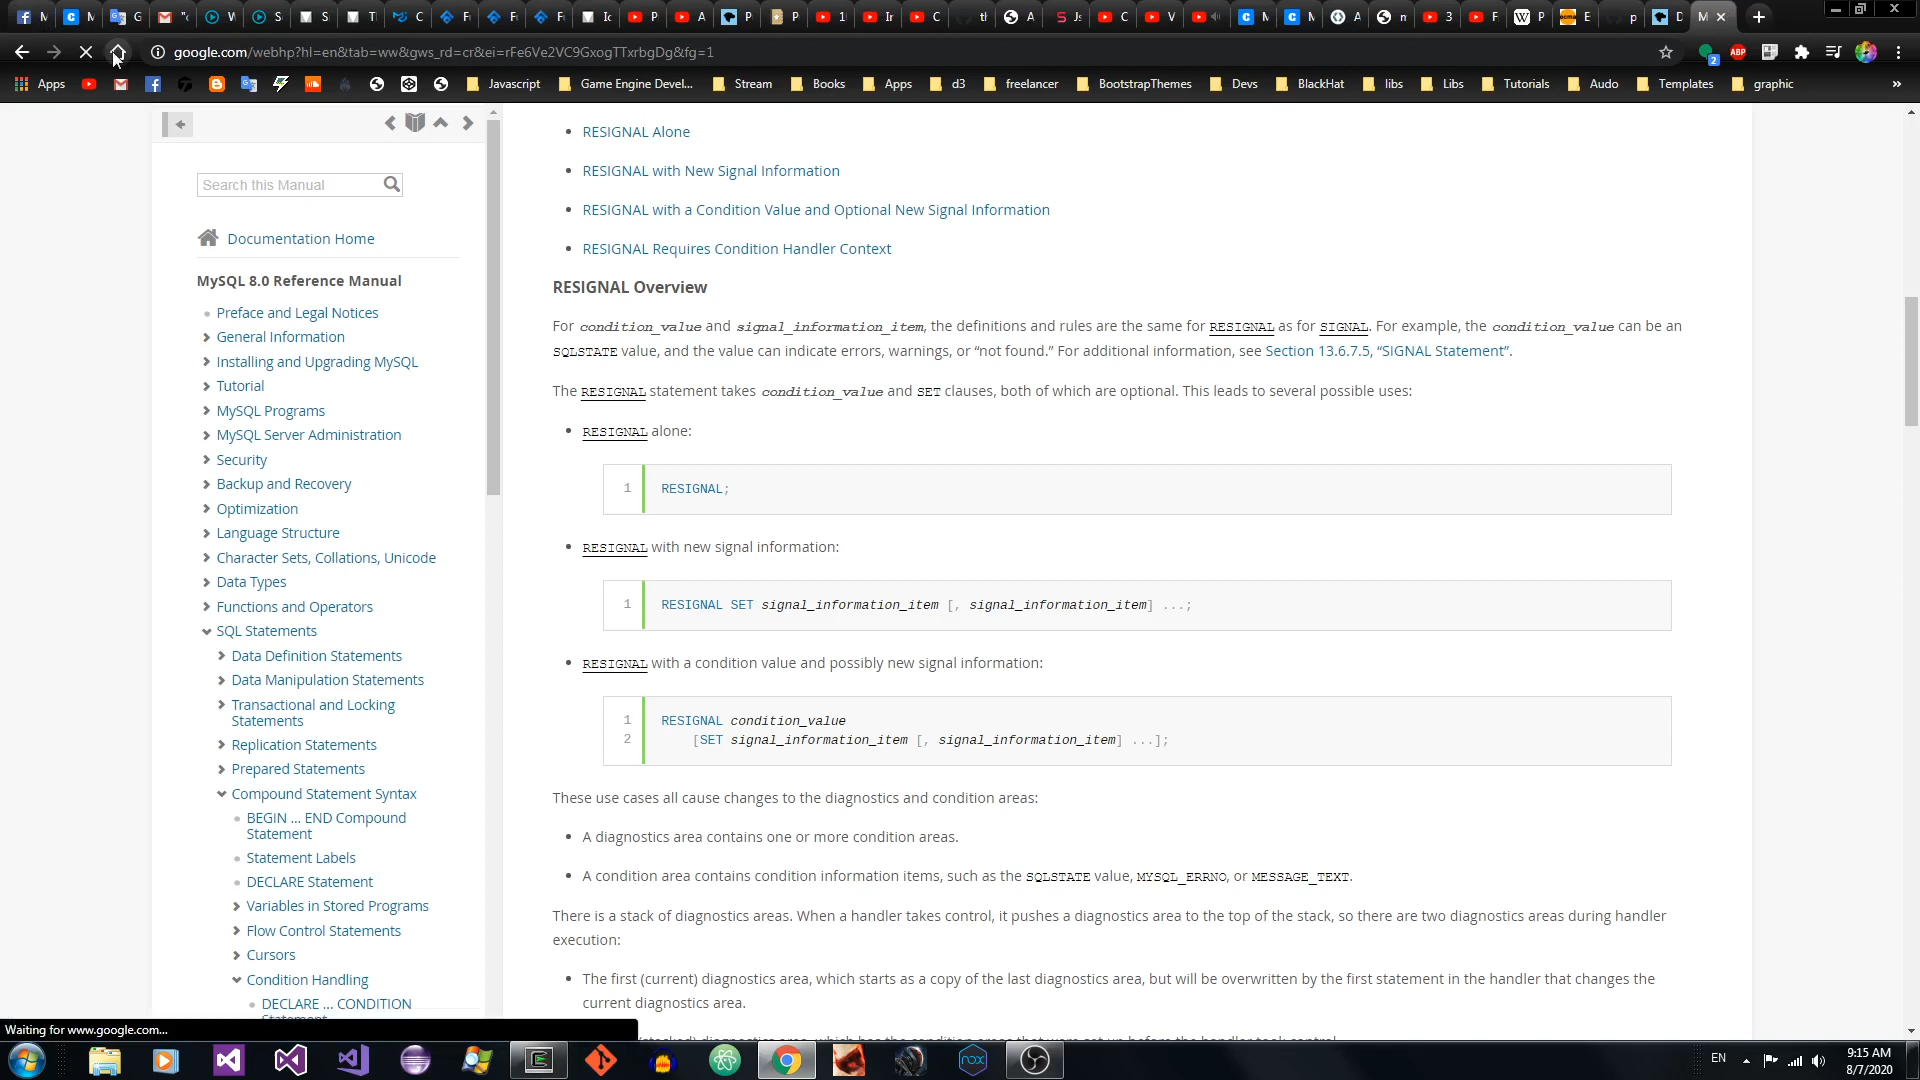 google.com/webhp?hl=en&tab=ww&gws_rd=cr&ei=rFe6Ve2VC9GxogTTxrbgDg&fg=1
Apps
Javascript
Game Engine Devel...
Stream
Books
Apps
d3
freelancer
BootstrapThemes
Devs
BlackHat
libs
Libs
Tutorials
Audo
Templates
graphic
»
Search this Manual
Documentation Home
MySQL 8.0 Reference Manual
Preface and Legal Notices
General Information
Installing and Upgrading MySQL
Tutorial
MySQL Programs
MySQL Server Administration
Security
Backup and Recovery
Optimization
Language Structure
Character Sets, Collations, Unicode
Data Types
Functions and Operators
SQL Statements
Data Definition Statements
Data Manipulation Statements
Transactional and Locking
Statements
Replication Statements
Prepared Statements
Compound Statement Syntax
BEGIN ... END Compound
Statement
Statement Labels
DECLARE Statement
Variables in Stored Programs
Flow Control Statements
Cursors
Condition Handling
DECLARE ... CONDITION
RESIGNAL Alone
RESIGNAL with New Signal Information
RESIGNAL with a Condition Value and Optional New Signal Information
RESIGNAL Requires Condition Handler Context
RESIGNAL Overview
For condition_value and signal_information_item, the definitions and rules are the same for RESIGNAL as for SIGNAL. For example, the condition_value can be an
SQLSTATE value, and the value can indicate errors, warnings, or “not found.” For additional information, see Section 13.6.7.5, “SIGNAL Statement”.
The RESIGNAL statement takes condition_value and SET clauses, both of which are optional. This leads to several possible uses:
RESIGNAL alone:
1 RESIGNAL;
RESIGNAL with new signal information:
1 RESIGNAL SET signal_information_item [, signal_information_item] ...;
RESIGNAL with a condition value and possibly new signal information:
1 RESIGNAL condition_value
2 [SET signal_information_item [, signal_information_item] ...];
These use cases all cause changes to the diagnostics and condition areas:
A diagnostics area contains one or more condition areas.
A condition area contains condition information items, such as the SQLSTATE value, MYSQL_ERRNO, or MESSAGE_TEXT.
There is a stack of diagnostics areas. When a handler takes control, it pushes a diagnostics area to the top of the stack, so there are two diagnostics areas during handler
execution:
The first (current) diagnostics area, which starts as a copy of the last diagnostics area, but will be overwritten by the first statement in the handler that changes the
current diagnostics area.
Waiting for www.google.com...
EN
9:15 AM
8/7/2020